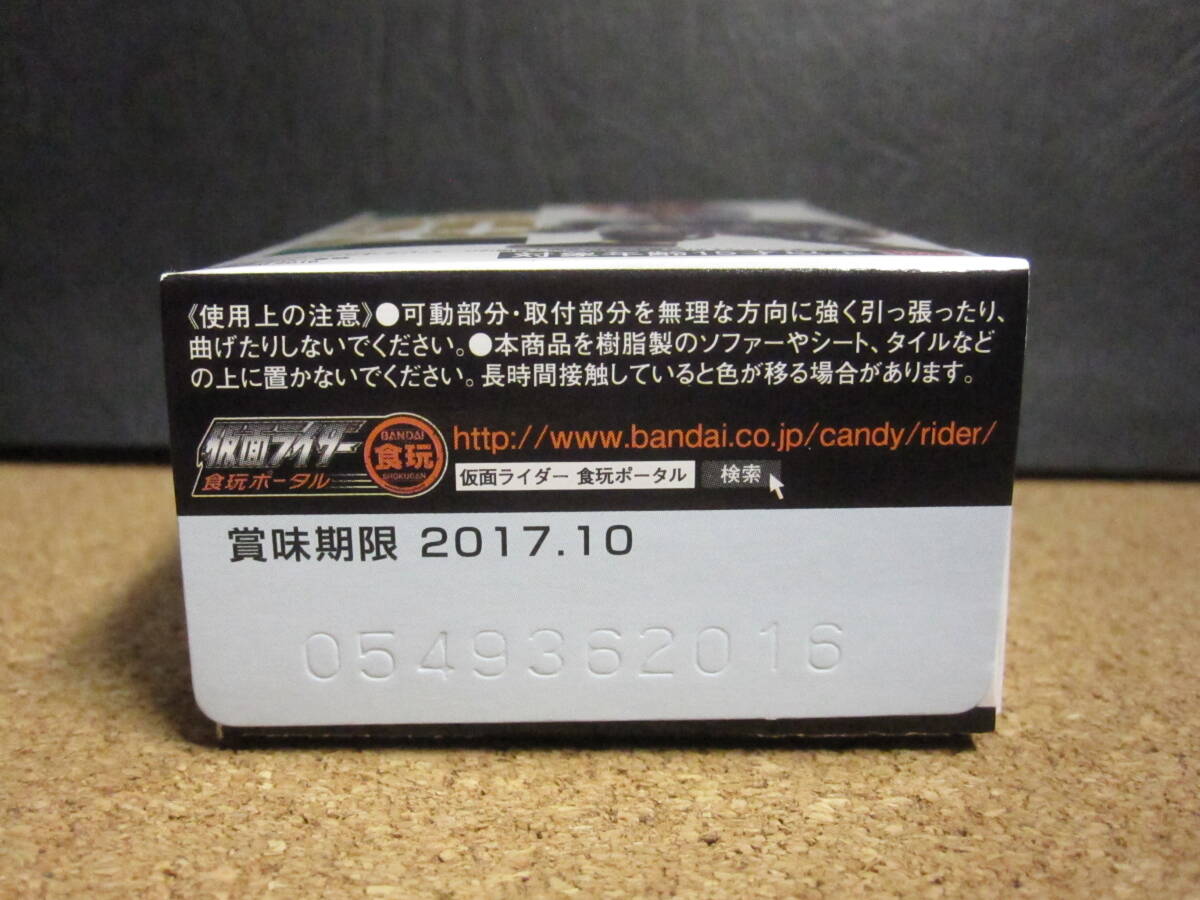 《使用上の注意》●可動部分・取付部分を無理な方向に強く引っ張ったり、
曲げたりしないでください。●本商品を樹脂製のソファーやシート、タイルなど
の上に置かないでください。長時間接触していると色が移る場合があります。
仮面ライダー
食玩ポータル
BANDAI
食玩
SHOKUGAN
http://www.bandai.co.jp/candy/rider/
仮面ライダー 食玩ポータル 検索
賞味期限 2017.10
0549362016